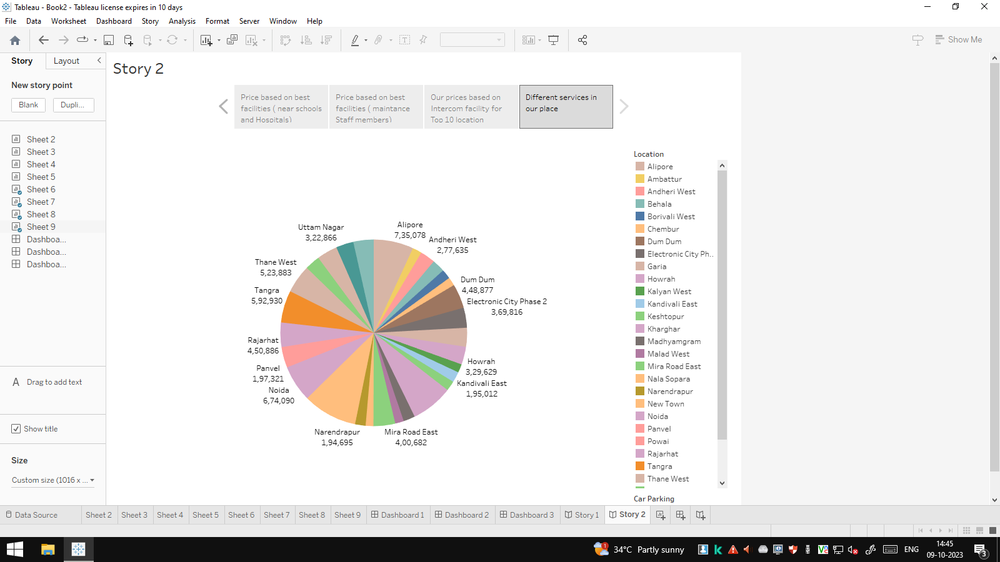 Tableau - Book2 - Tableau license expires in 10 days
File Data Worksheet Dashboard Story Analysis Format Server Window Help
Show Me
Story Layout
New story point
Blank Dupli...
Sheet 2
Sheet 3
Sheet 4
Sheet 5
Sheet 6
Sheet 7
Sheet 8
Sheet 9
Dashboa...
Dashboa...
Dashboa...
A Drag to add text
Show title
Size
Custom size (1016 x ...
Story 2
Price based on best
facilities ( near schools
and Hospitals)
Price based on best
facilities ( maintance
Staff members)
Our prices based on
Intercom facility for
Top 10 location
Different services in
our place
Uttam Nagar
3,22,866
Alipore
7,35,078
Andheri West
2,77,635
Thane West
5,23,883
Dum Dum
4,48,877
Tangra
5,92,930
Electronic City Phase 2
3,69,816
Rajarhat
4,50,886
Howrah
3,29,629
Panvel
1,97,321
Kandivali East
1,95,012
Noida
6,74,090
Narendrapur
1,94,695
Mira Road East
4,00,682
Location
Alipore
Ambattur
Andheri West
Behala
Borivali West
Chembur
Dum Dum
Electronic City Ph..
Garia
Howrah
Kalyan West
Kandivali East
Keshtopur
Kharghar
Madhyamgram
Malad West
Mira Road East
Nala Sopara
Narendrapur
New Town
Noida
Panvel
Powai
Rajarhat
Tangra
Thane West
Car Parking
Data Source Sheet 2 Sheet 3 Sheet 4 Sheet 5 Sheet 6 Sheet 7 Sheet 8 Sheet 9 Dashboard 1 Dashboard 2 Dashboard 3 Story 1 Story 2
1 34°C Partly sunny ENG 14:45
09-10-2023 3